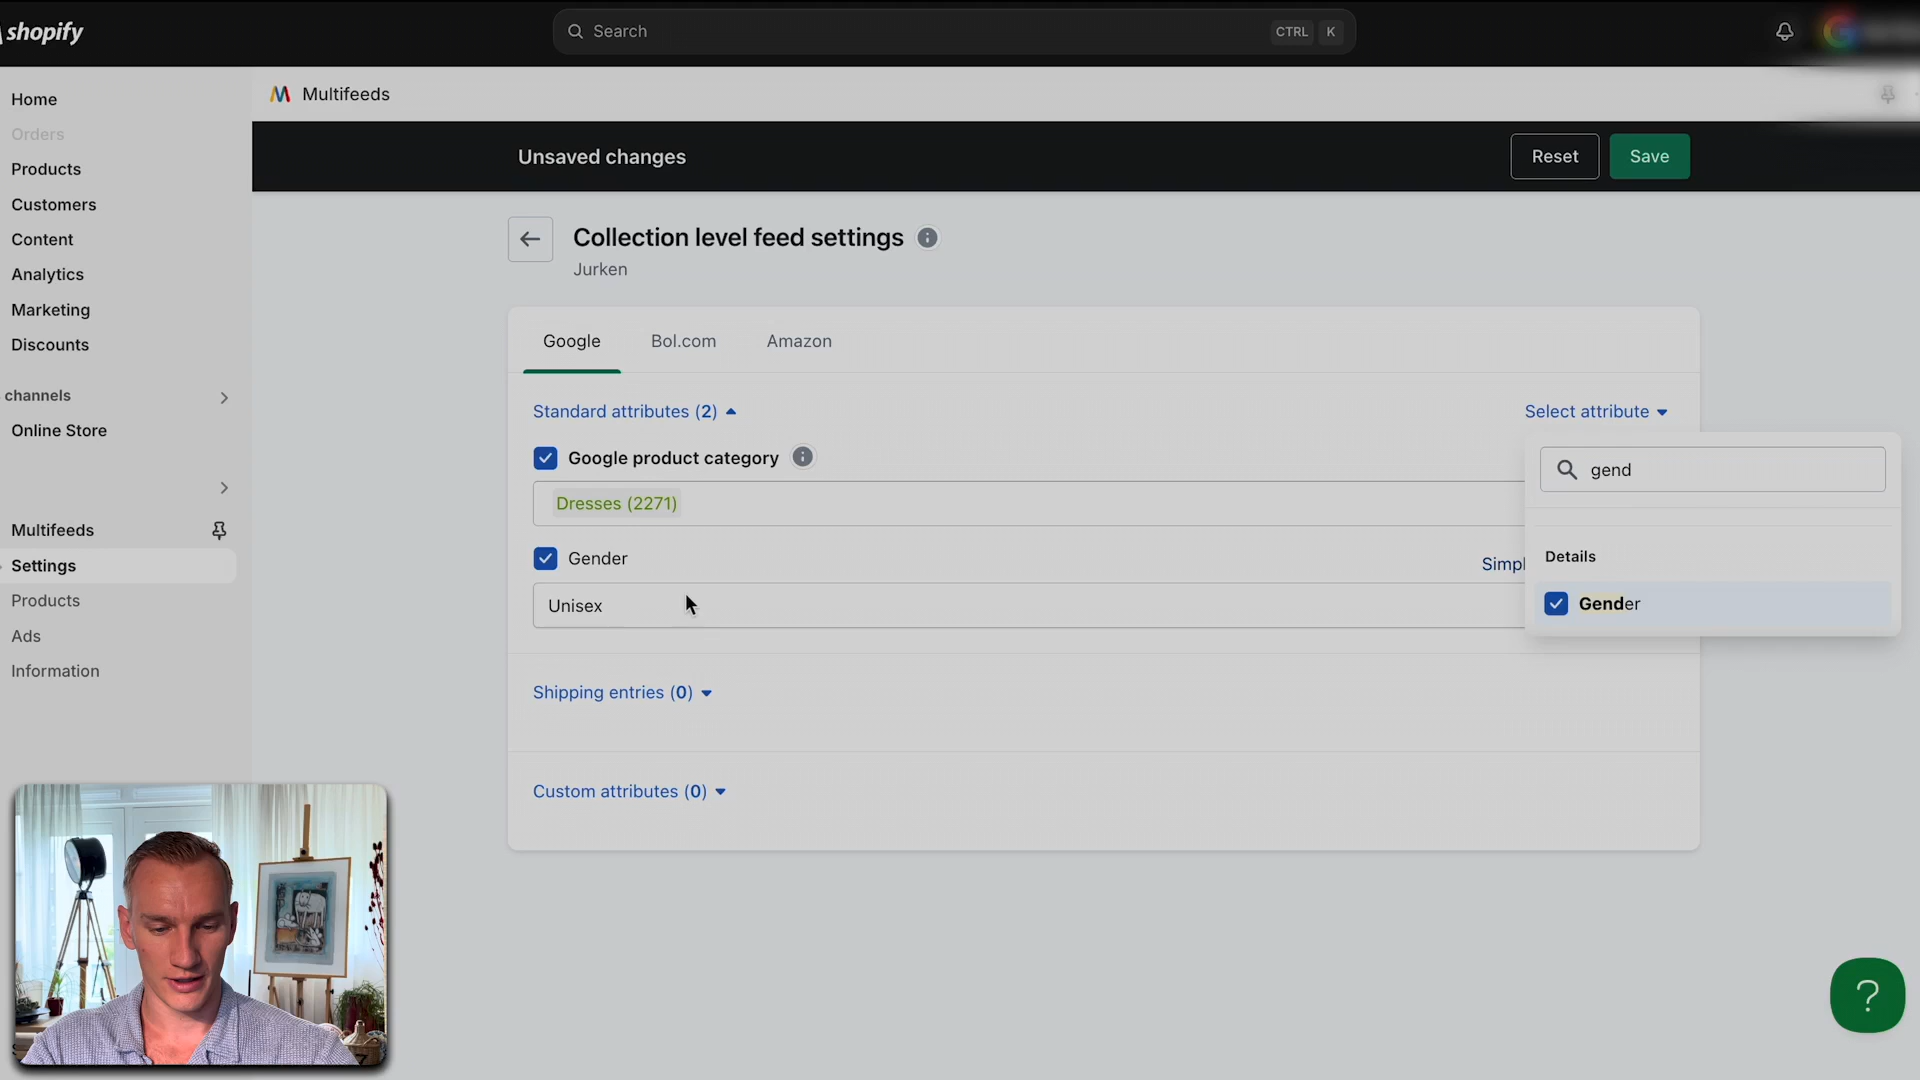 shopify
Search
CTRL K
Multifeeds
Home
Orders
Products
Customers
Content
Analytics
Marketing
Discounts
channels
Online Store
Multifeeds
Settings
Products
Ads
Information
Unsaved changes
Reset
Save
Collection level feed settings
Jurken
Google
Bol.com
Amazon
Standard attributes (2)
Select attribute
Google product category
Dresses (2271)
Gender
Simpl
Unisex
gend
Details
Gender
Shipping entries (0)
Custom attributes (0)
?